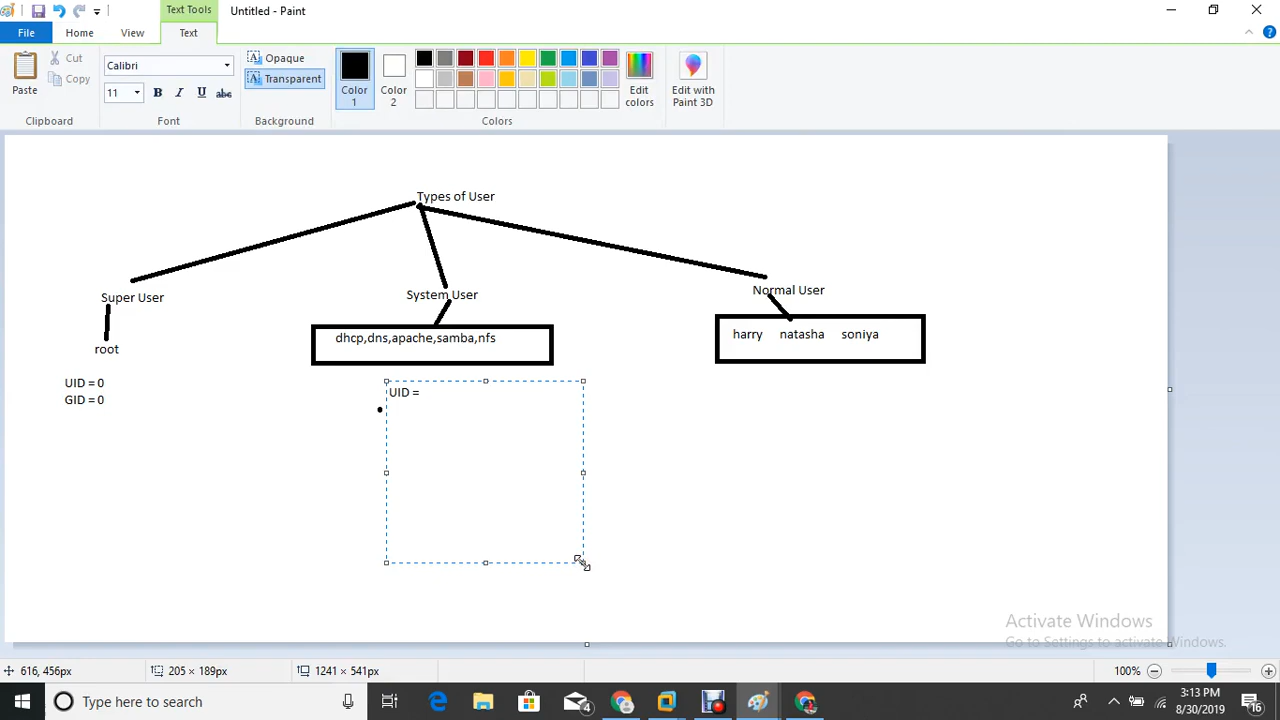 Text Tools
Untitled - Paint
File
Home
View
Text
Paste
Cut
Copy
Clipboard
Calibri
11
B I U abc
Font
Opaque
Transparent
Background
Color 1
Color 2
Edit colors
Colors
Edit with Paint 3D
Types of User
Super User
System User
Normal User
root
dhcp,dns,apache,samba,nfs
harry natasha soniya
UID = 0
GID = 0
UID =
Activate Windows
Go to Settings to activate Windows.
616, 456px
205 × 189px
1241 × 541px
100%
Type here to search
4
3:13 PM
8/30/2019
16